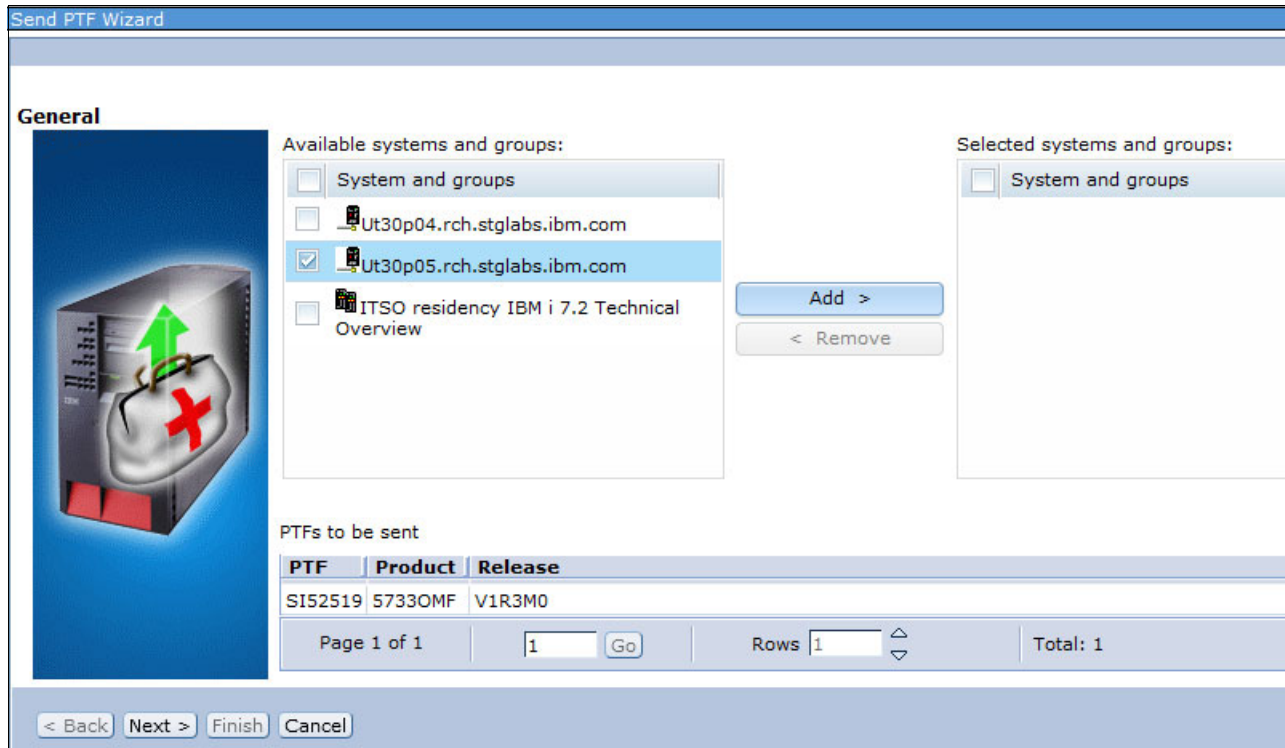 Send PTF Wizard
General
Available systems and groups:
System and groups
Ut30p04.rch.stglabs.ibm.com
Ut30p05.rch.stglabs.ibm.com
ITSO residency IBM i 7.2 Technical
Overview
Add >
< Remove
Selected systems and groups:
System and groups
PTFs to be sent
PTF Product Release
SI52519 5733OMF V1R3M0
Page 1 of 1 1 Go Rows 1 Total: 1
< Back Next > Finish Cancel